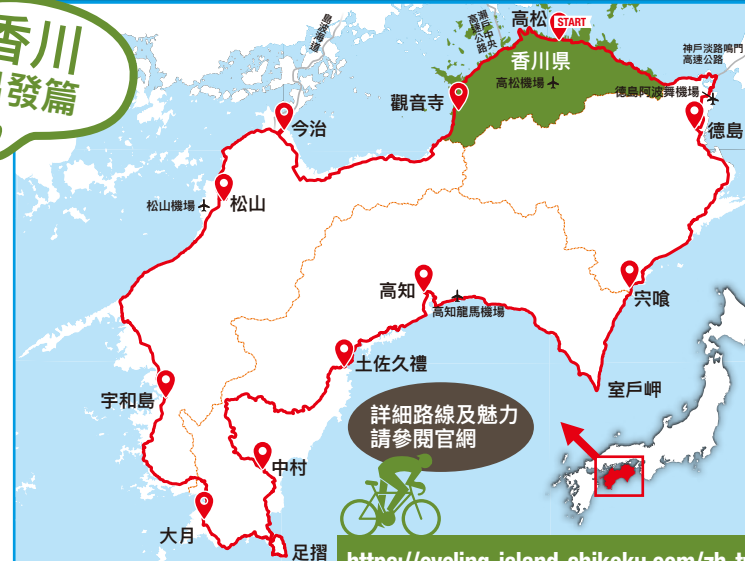 香川
發篇
島波海道
瀨戶中央
高速公路
高松
START
香川県
高松機場
神戶淡路鳴門
高速公路
德島阿波舞機場
德島
觀音寺
今治
松山機場
松山
高知
高知龍馬機場
宍喰
土佐久禮
室戶岬
宇和島
詳細路線及魅力
請參閱官網
中村
大月
足摺